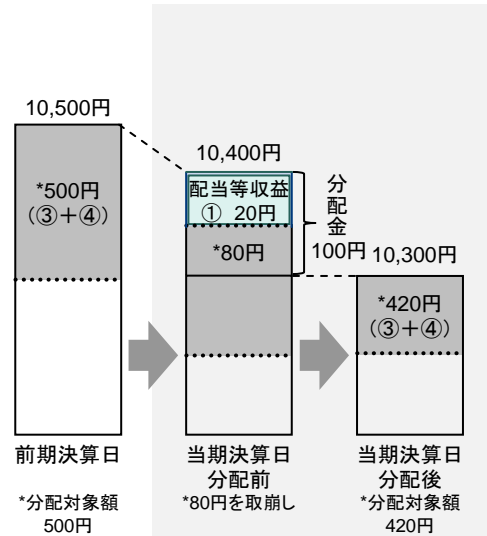 10,500円
*500円
（③＋④）
前期決算日
*分配対象額
500円
10,400円
配当等収益
① 20円
*80円
分配金
100円
当期決算日
分配前
*80円を取崩し
10,300円
*420円
（③＋④）
当期決算日
分配後
*分配対象額
420円